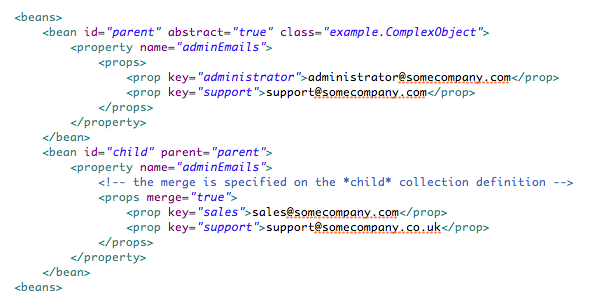 <beans>
    <bean id="parent" abstract="true" class="example.ComplexObject">
        <property name="adminEmails">
            <props>
                <prop key="administrator">administrator@somecompany.com</prop>
                <prop key="support">support@somecompany.com</prop>
            </props>
        </property>
    </bean>
    <bean id="child" parent="parent">
        <property name="adminEmails">
            <!-- the merge is specified on the *child* collection definition -->
            <props merge="true">
                <prop key="sales">sales@somecompany.com</prop>
                <prop key="support">support@somecompany.co.uk</prop>
            </props>
        </property>
    </bean>
<beans>